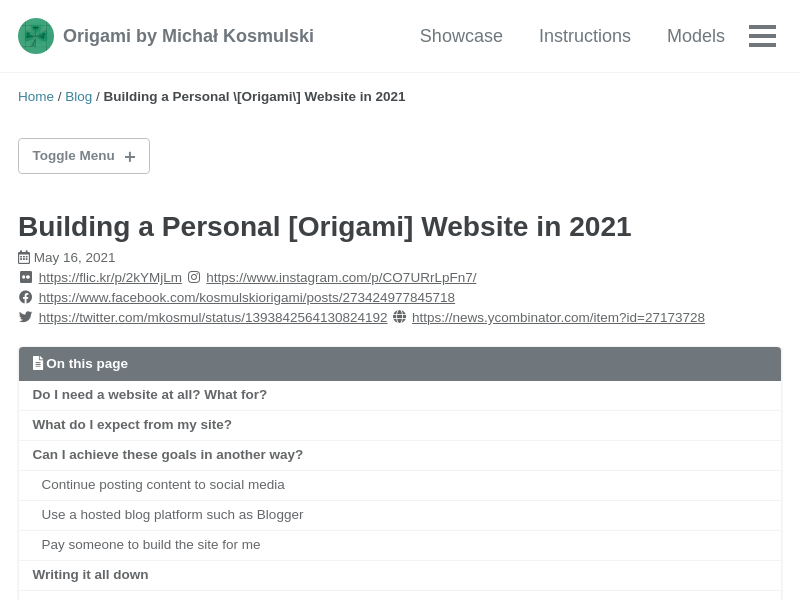 Origami by Michał Kosmulski
Showcase
Instructions
Models
Home / Blog / Building a Personal \[Origami\] Website in 2021
Toggle Menu
Building a Personal [Origami] Website in 2021
May 16, 2021
https://flic.kr/p/2kYMjLm https://www.instagram.com/p/CO7URrLpFn7/
https://www.facebook.com/kosmulskiorigami/posts/273424977845718
https://twitter.com/mkosmul/status/1393842564130824192 https://news.ycombinator.com/item?id=27173728
On this page
Do I need a website at all? What for?
What do I expect from my site?
Can I achieve these goals in another way?
Continue posting content to social media
Use a hosted blog platform such as Blogger
Pay someone to build the site for me
Writing it all down